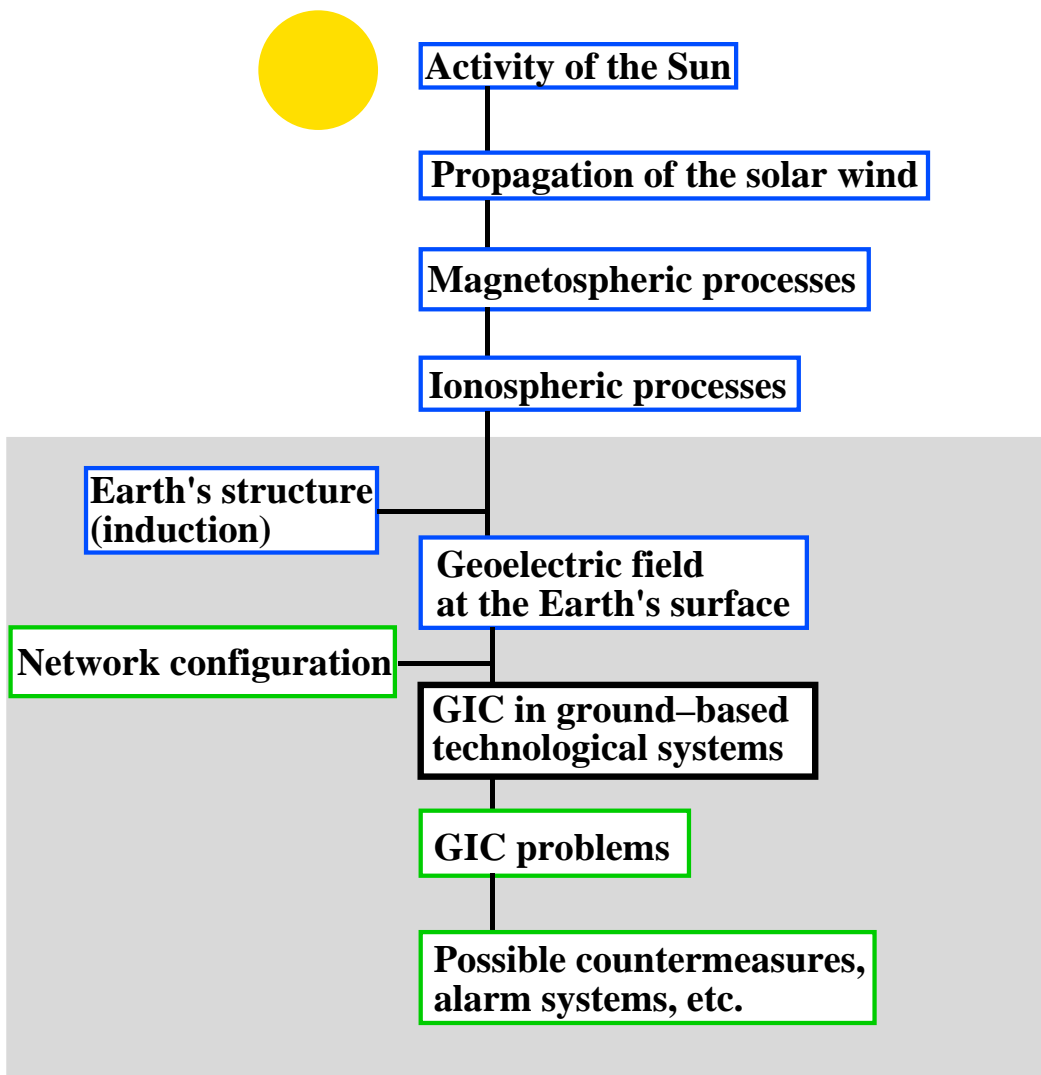 Activity of the Sun
Propagation of the solar wind
Magnetospheric processes
Ionospheric processes
Earth's structure
(induction)
Geoelectric field
at the Earth's surface
Network configuration
GIC in ground–based
technological systems
GIC problems
Possible countermeasures,
alarm systems, etc.